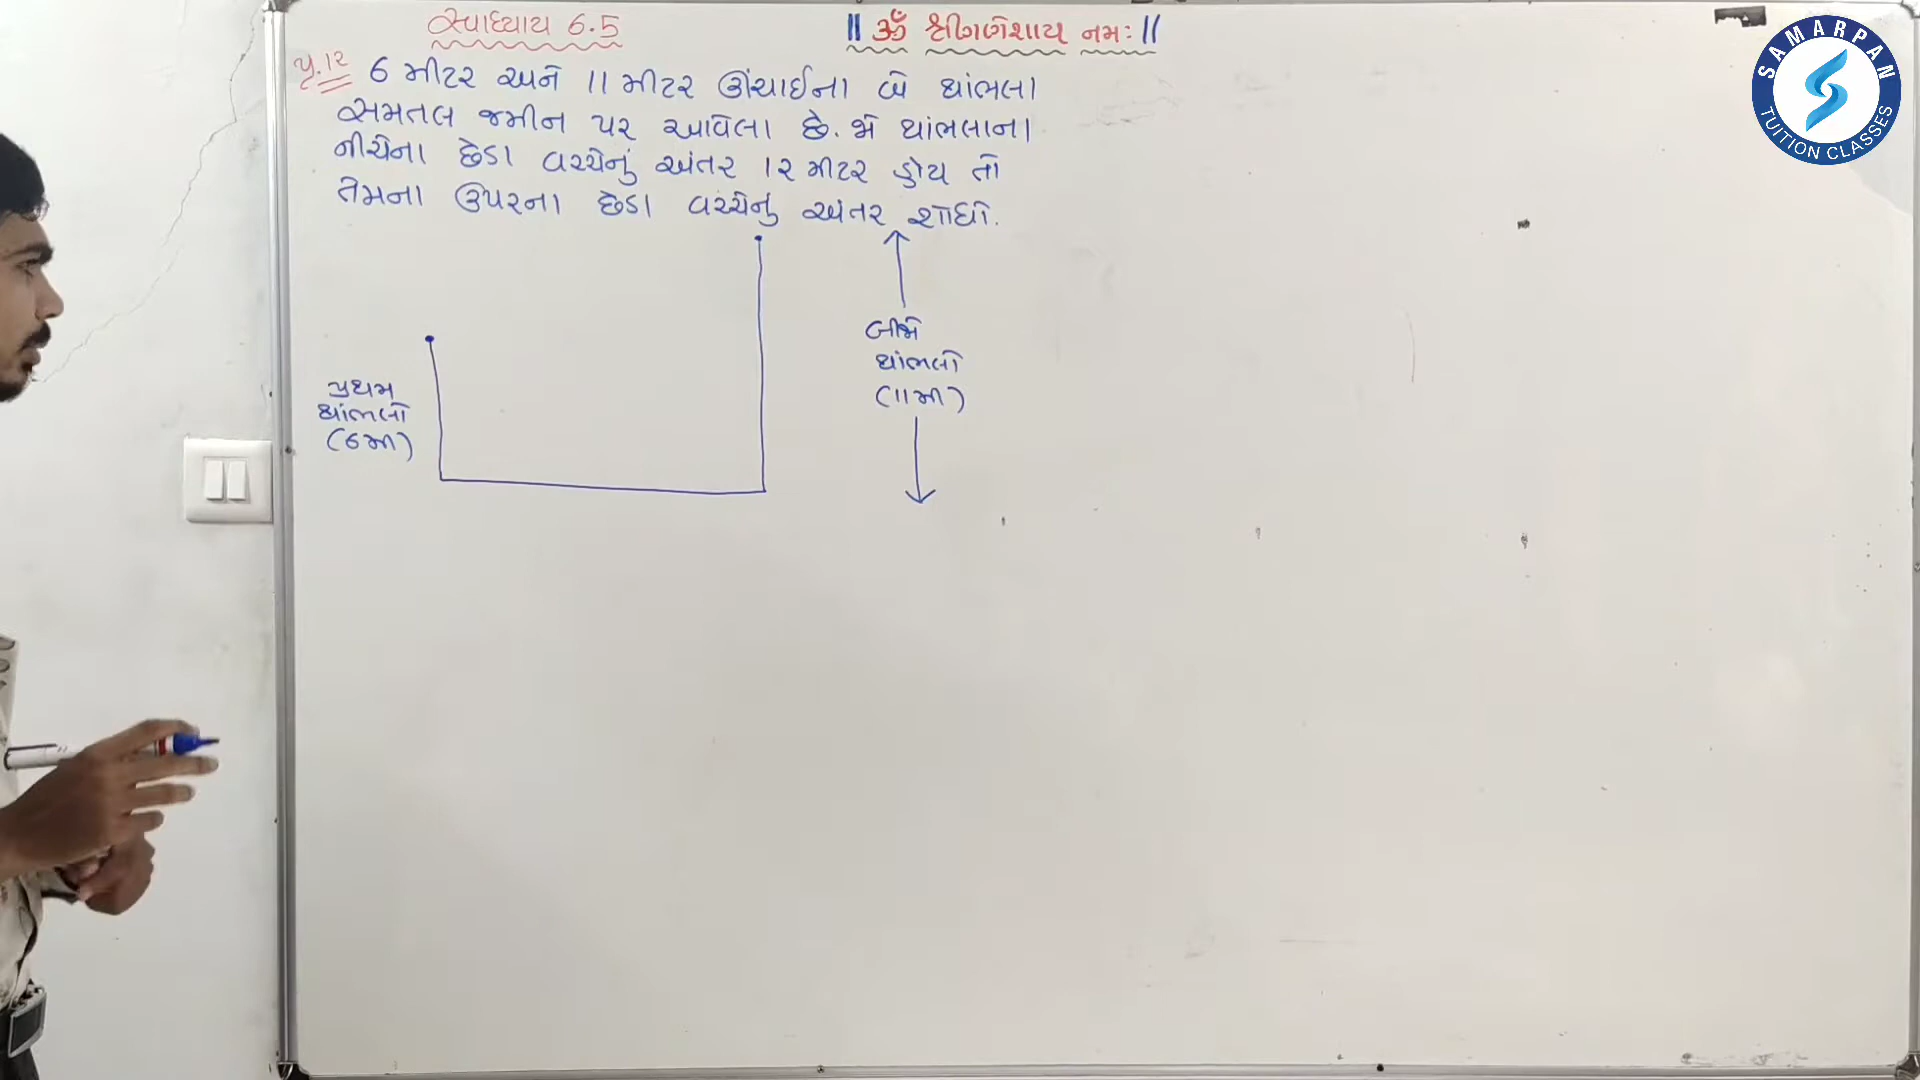 સ્વાધ્યાય 6.5
॥ ૐ શ્રી ગણેશાય નમઃ ॥
પ્ર.12 6 મીટર અને 11 મીટર ઊંચાઈના બે થાંભલા
સમતલ જમીન પર આવેલા છે. જો થાંભલાના
નીચેના છેડા વચ્ચેનું અંતર 12 મીટર હોય તો
તેમના ઉપરના છેડા વચ્ચેનું અંતર શોધો.
પ્રથમ
થાંભલો
(6મી)
બીજો
થાંભલો
(11મી)
SAMARPAN
TUITION CLASSES